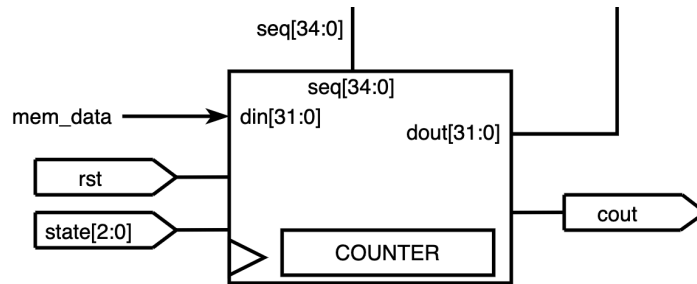 seq[34:0]
seq[34:0]
mem_data
din[31:0]
dout[31:0]
rst
state[2:0]
cout
COUNTER